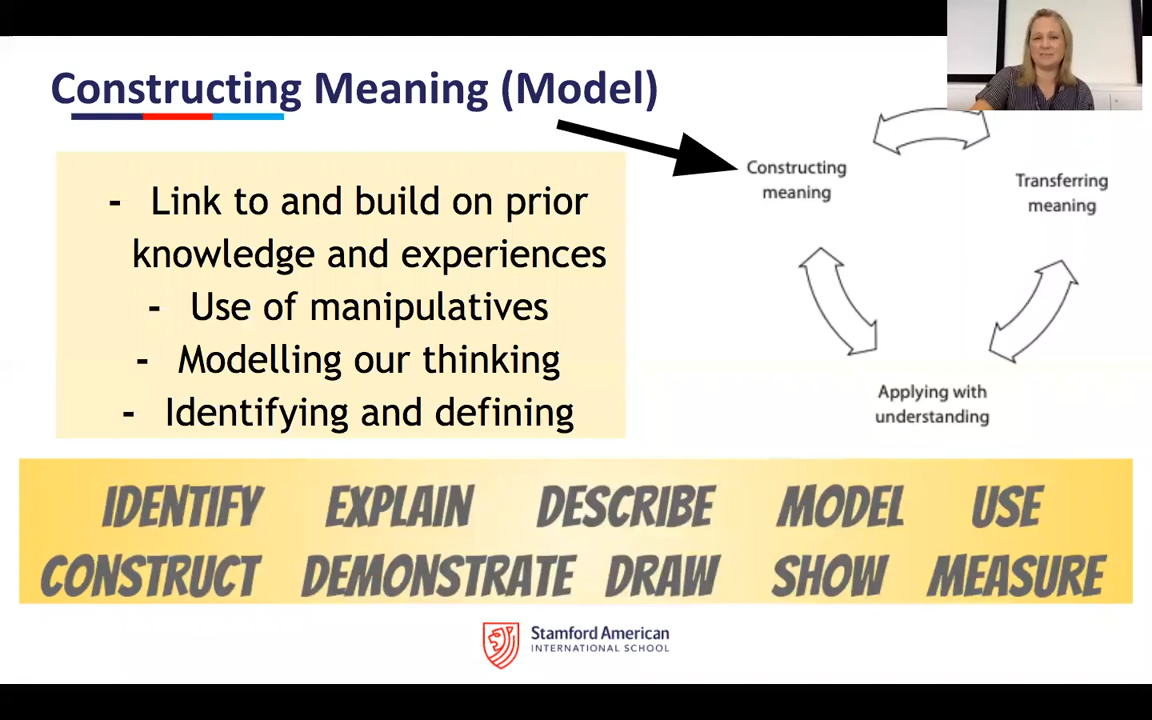 Constructing Meaning (Model)
- Link to and build on prior
knowledge and experiences
- Use of manipulatives
- Modelling our thinking
- Identifying and defining
Constructing
meaning
Transferring
meaning
Applying with
understanding
IDENTIFY EXPLAIN DESCRIBE MODEL USE
CONSTRUCT DEMONSTRATE DRAW SHOW MEASURE
Stamford American
INTERNATIONAL SCHOOL